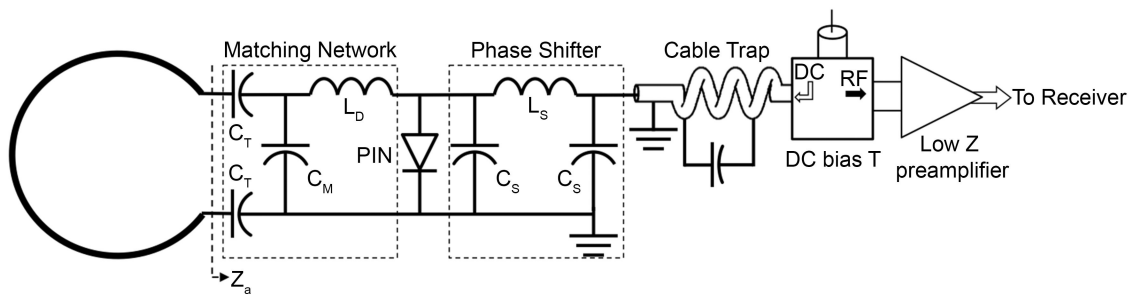 Matching Network
Phase Shifter
Cable Trap
DC
RF
To Receiver
L_D
L_S
C_T
PIN
DC bias T
Low Z
preamplifier
C_T
C_M
C_S
C_S
Z_a